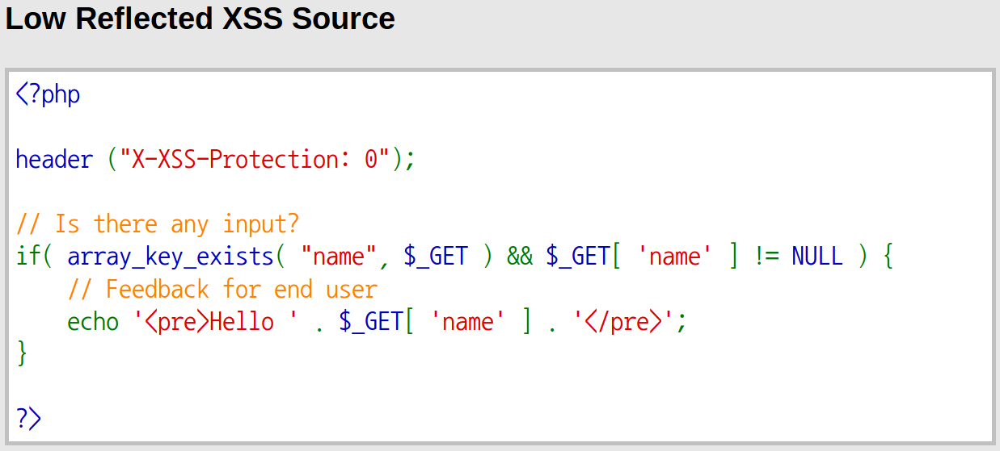 Low Reflected XSS Source
<?php
header ("X-XSS-Protection: 0");
// Is there any input?
if( array_key_exists( "name", $_GET ) && $_GET[ 'name' ] != NULL ) {
// Feedback for end user
echo '<pre>Hello ' . $_GET[ 'name' ] . '</pre>';
}
?>